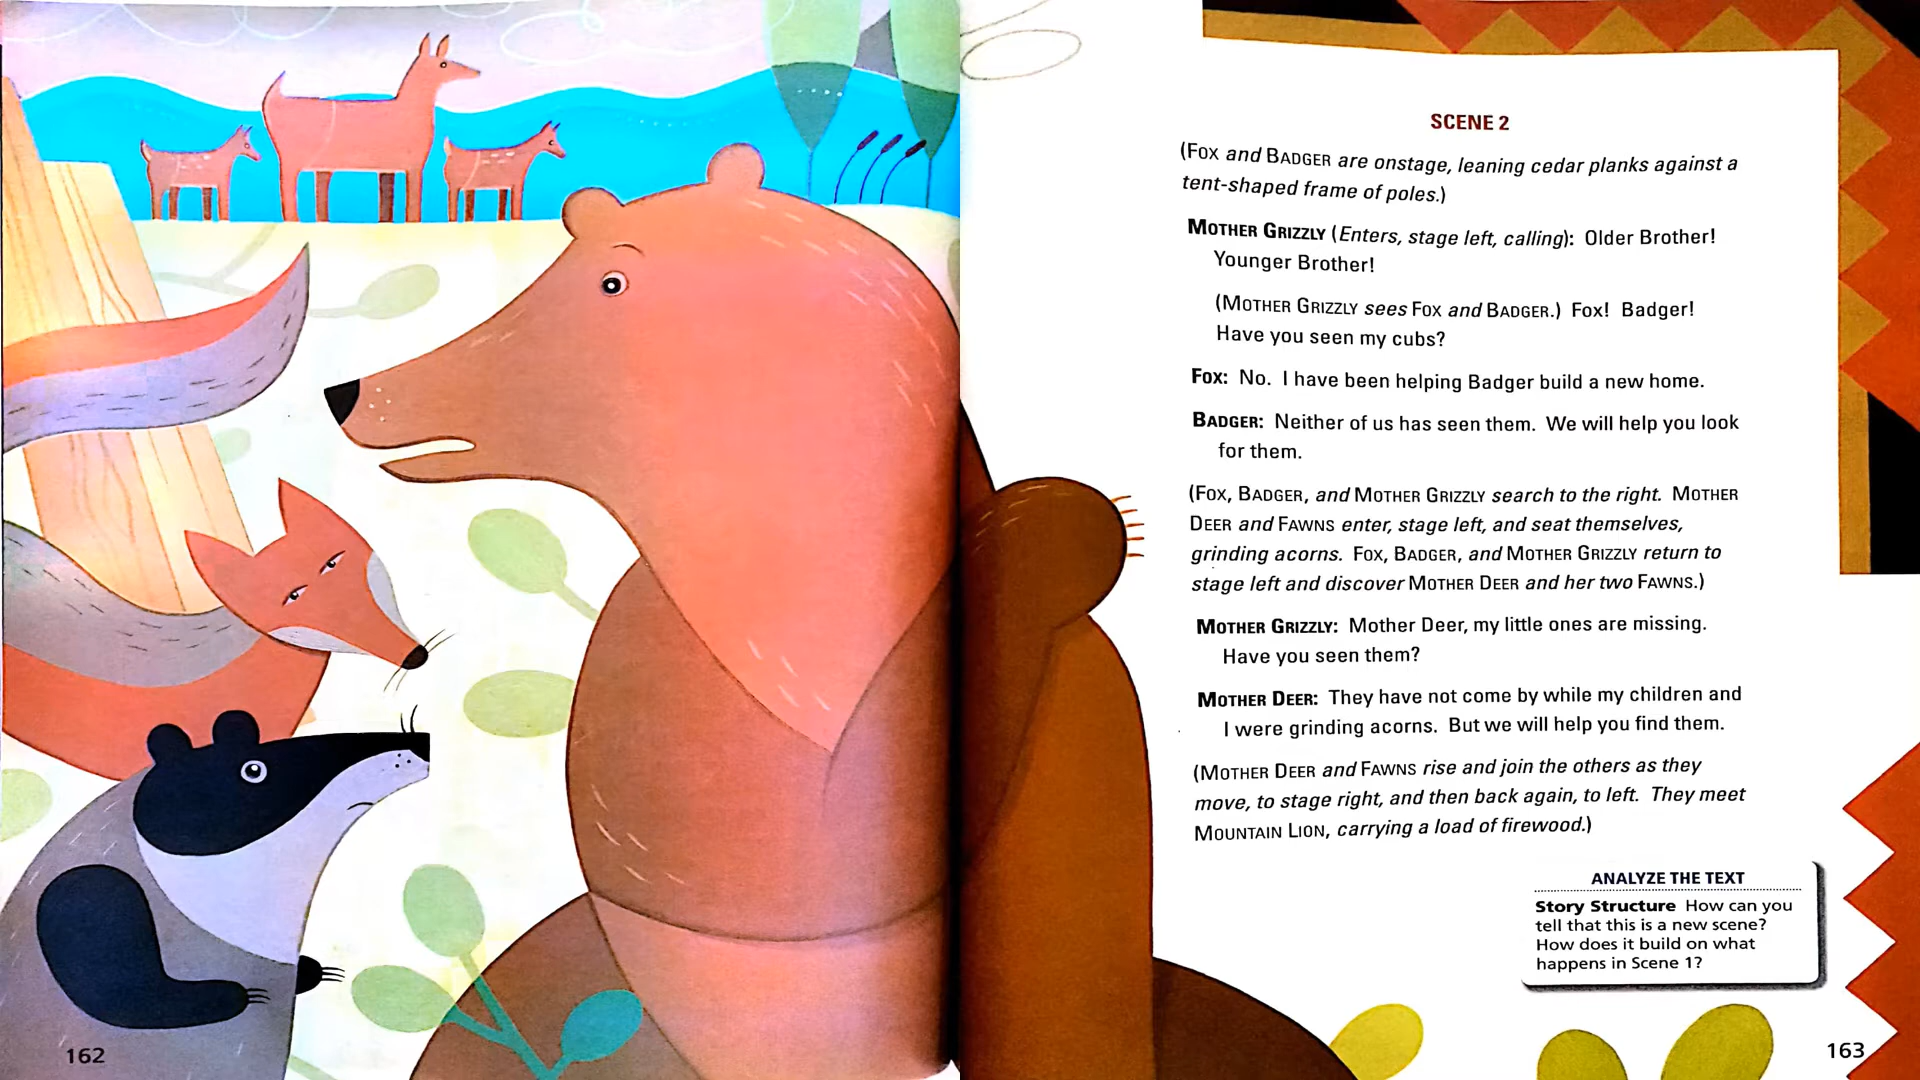 SCENE 2
(FOX and BADGER are onstage, leaning cedar planks against a
tent-shaped frame of poles.)
MOTHER GRIZZLY (Enters, stage left, calling): Older Brother!
Younger Brother!
(MOTHER GRIZZLY sees FOX and BADGER.) Fox! Badger!
Have you seen my cubs?
FOX: No. I have been helping Badger build a new home.
BADGER: Neither of us has seen them. We will help you look
for them.
(FOX, BADGER, and MOTHER GRIZZLY search to the right. MOTHER
DEER and FAWNS enter, stage left, and seat themselves,
grinding acorns. FOX, BADGER, and MOTHER GRIZZLY return to
stage left and discover MOTHER DEER and her two FAWNS.)
MOTHER GRIZZLY: Mother Deer, my little ones are missing.
Have you seen them?
MOTHER DEER: They have not come by while my children and
I were grinding acorns. But we will help you find them.
(MOTHER DEER and FAWNS rise and join the others as they
move, to stage right, and then back again, to left. They meet
MOUNTAIN LION, carrying a load of firewood.)
ANALYZE THE TEXT
Story Structure How can you
tell that this is a new scene?
How does it build on what
happens in Scene 1?
162
163